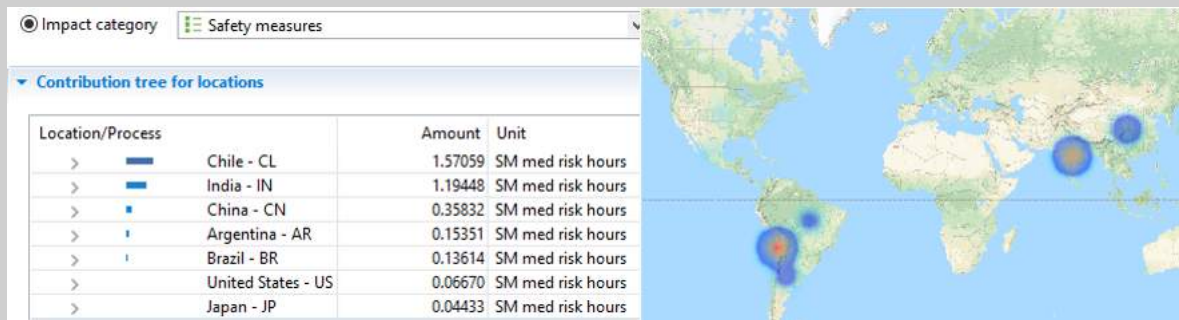 Impact category Safety measures
Contribution tree for locations
Location/Process Amount Unit
Chile - CL 1.57059 SM med risk hours
India - IN 1.19448 SM med risk hours
China - CN 0.35832 SM med risk hours
Argentina - AR 0.15351 SM med risk hours
Brazil - BR 0.13614 SM med risk hours
United States - US 0.06670 SM med risk hours
Japan - JP 0.04433 SM med risk hours